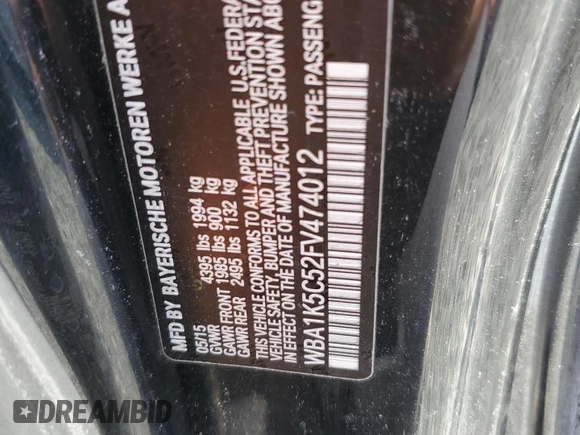 MFD BY BAYERISCHE MOTOREN WERKE A
05/15
GVWR 4395 lbs 1994 kg
GAWR FRONT 1985 lbs 900 kg
GAWR REAR 2495 lbs 1132 kg
THIS VEHICLE CONFORMS TO ALL APPLICABLE U.S. FEDERA
VEHICLE SAFETY, BUMPER AND THEFT PREVENTION STA
EFFECT ON THE DATE OF MANUFACTURE SHOWN ABO
WBA1K5C52FV474012 TYPE: PASSENG
DREAMBID